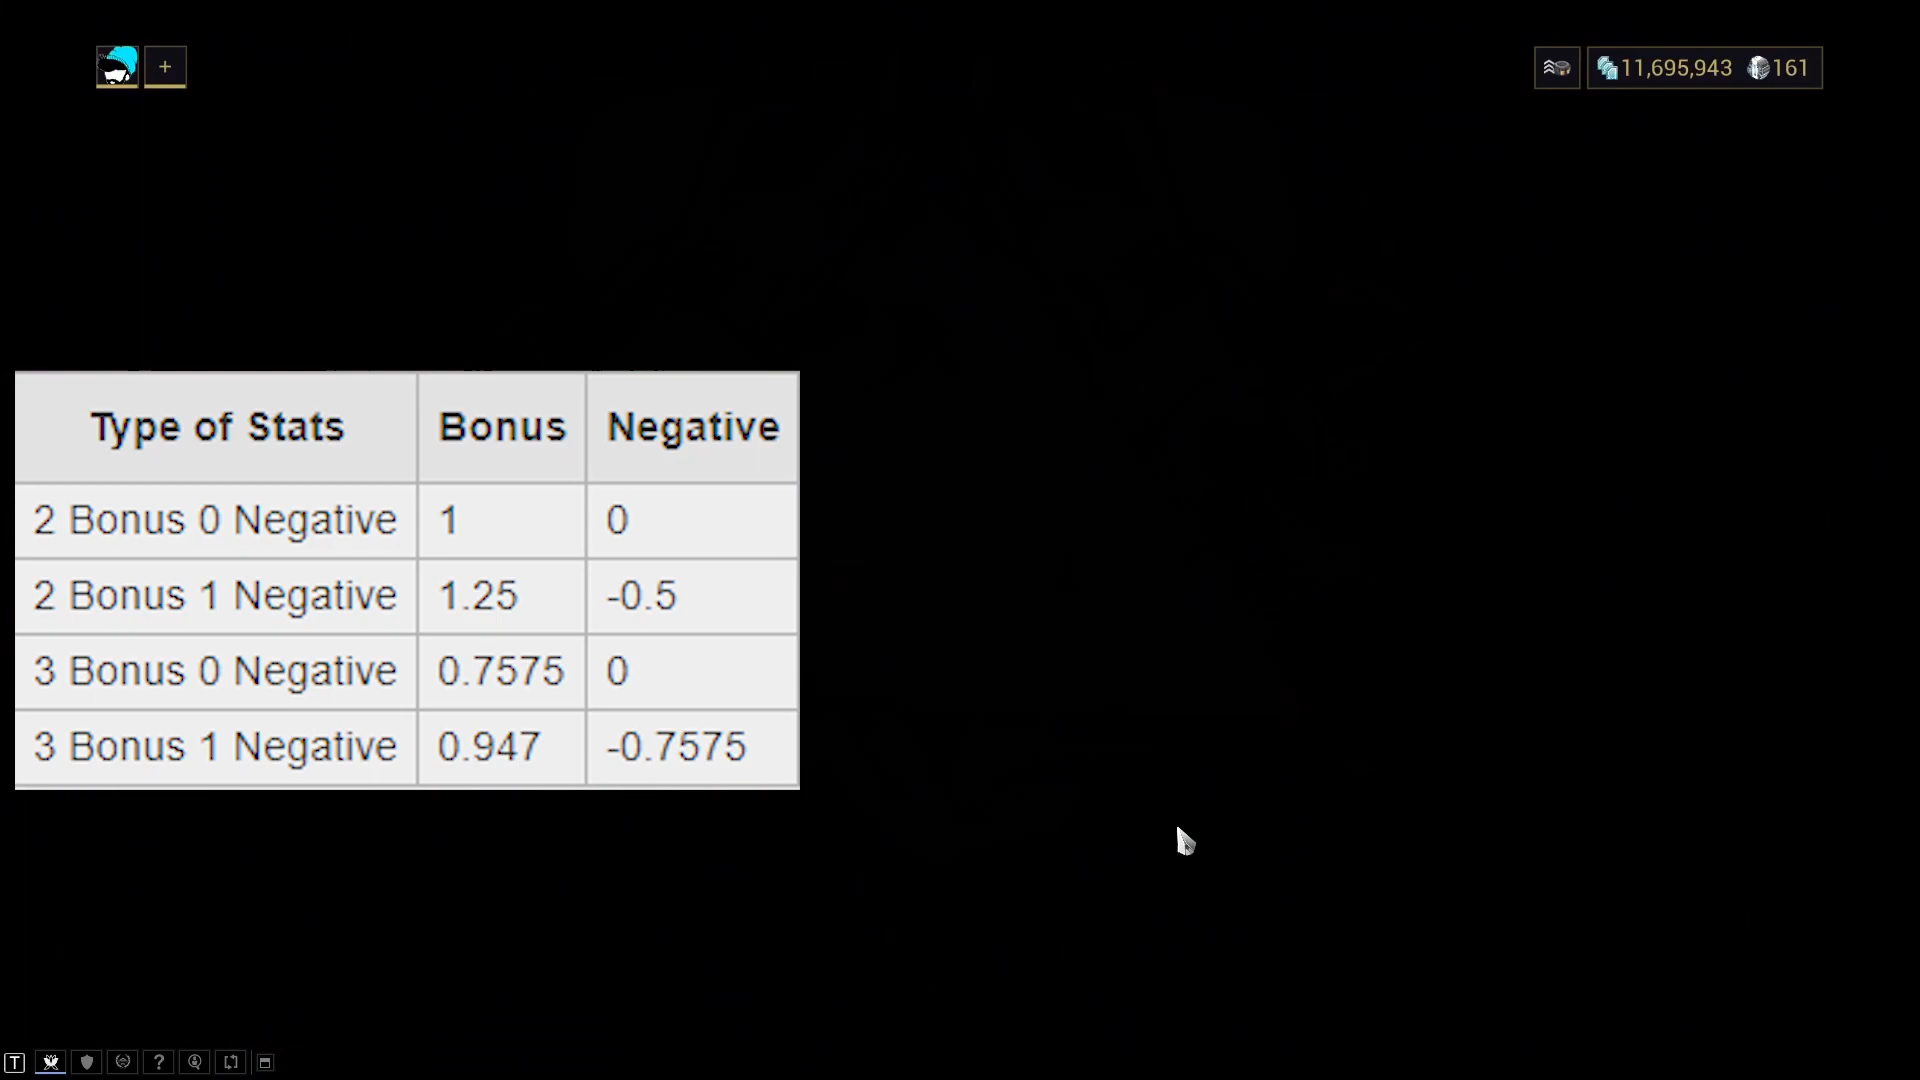 +
11,695,943 161
Type of Stats Bonus Negative
2 Bonus 0 Negative 1 0
2 Bonus 1 Negative 1.25 -0.5
3 Bonus 0 Negative 0.7575 0
3 Bonus 1 Negative 0.947 -0.7575
T ?